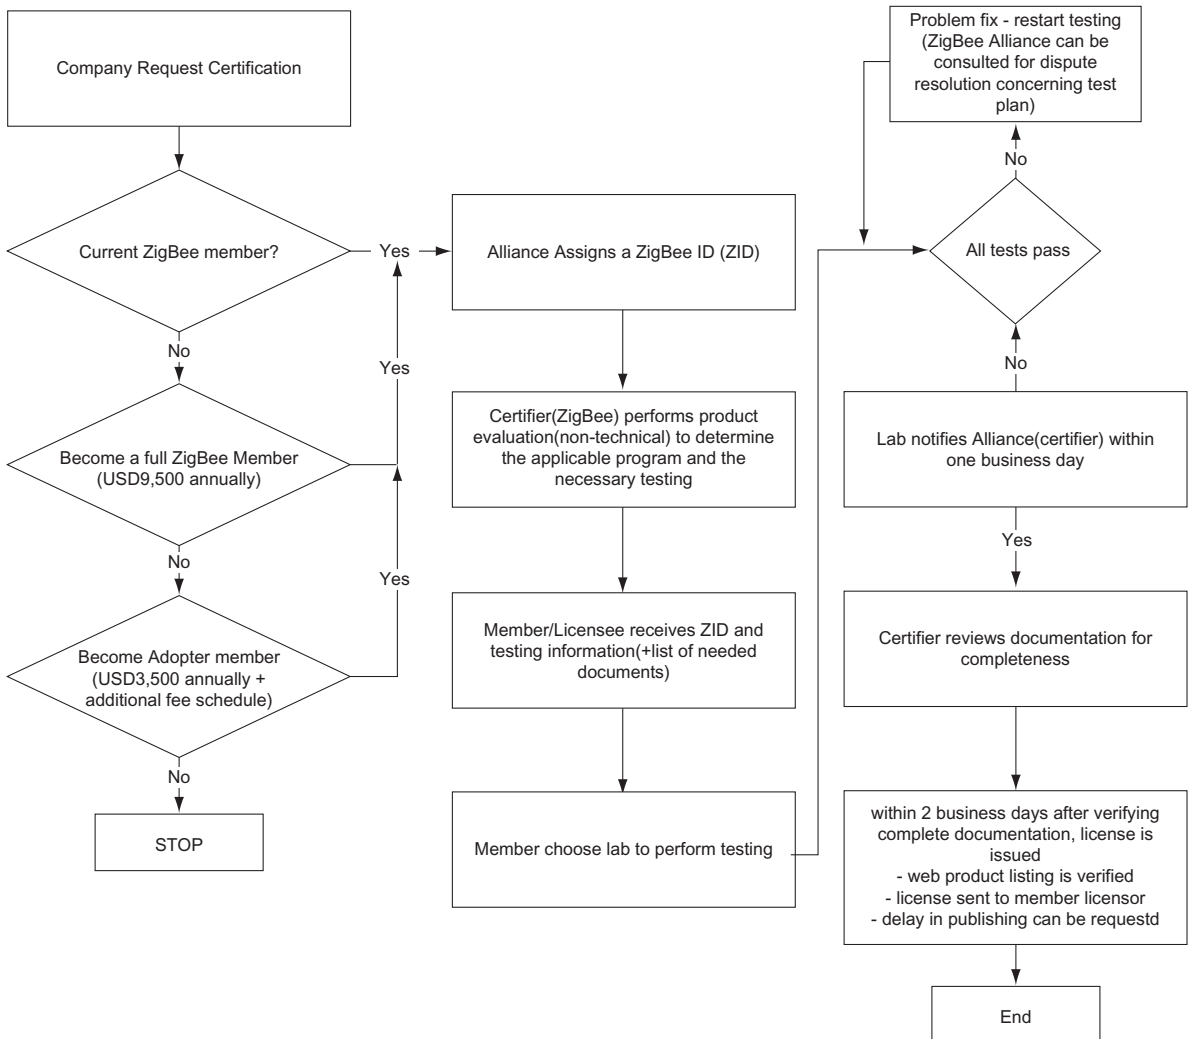 Company Request Certification
Current ZigBee member?
Yes
No
Become a full ZigBee Member
(USD9,500 annually)
Yes
No
Become Adopter member
(USD3,500 annually +
additional fee schedule)
Yes
No
STOP
Alliance Assigns a ZigBee ID (ZID)
Certifier(ZigBee) performs product
evaluation(non-technical) to determine
the applicable program and the
necessary testing
Member/Licensee receives ZID and
testing information(+list of needed
documents)
Member choose lab to perform testing
Problem fix - restart testing
(ZigBee Alliance can be
consulted for dispute
resolution concerning test
plan)
No
All tests pass
No
Lab notifies Alliance(certifier) within
one business day
Yes
Certifier reviews documentation for
completeness
within 2 business days after verifying
complete documentation, license is
issued
- web product listing is verified
- license sent to member licensor
- delay in publishing can be requestd
End